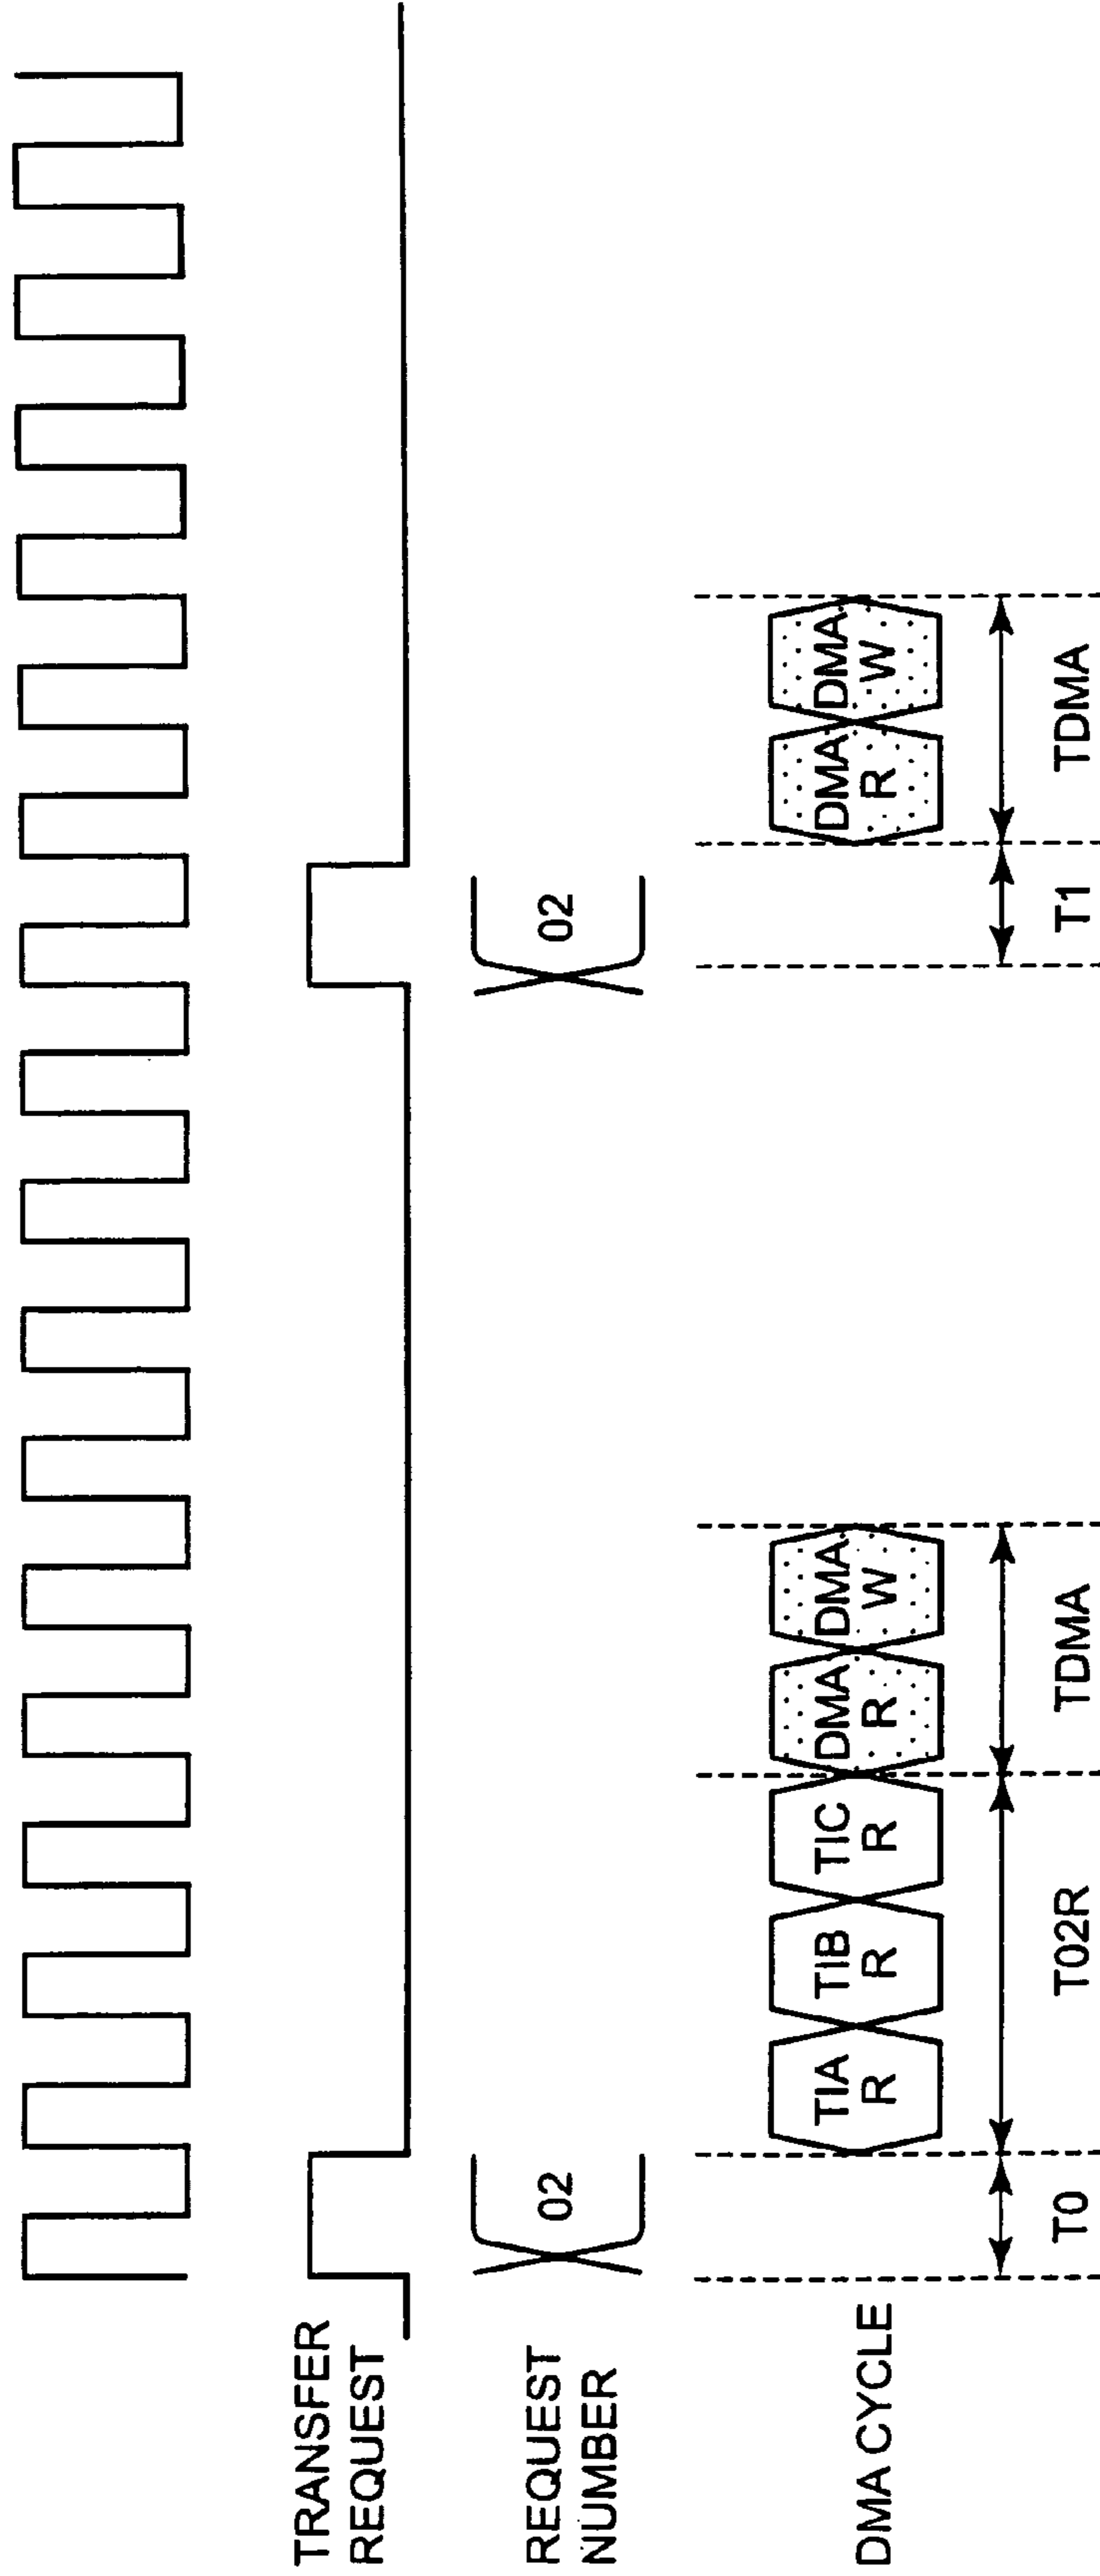 TRANSFER
REQUEST
REQUEST
NUMBER
02
02
DMA CYCLE
TIA
R
TIB
R
TIC
R
DMA
R
DMA
W
DMA
R
DMA
W
T0
T02R
TDMA
T1
TDMA